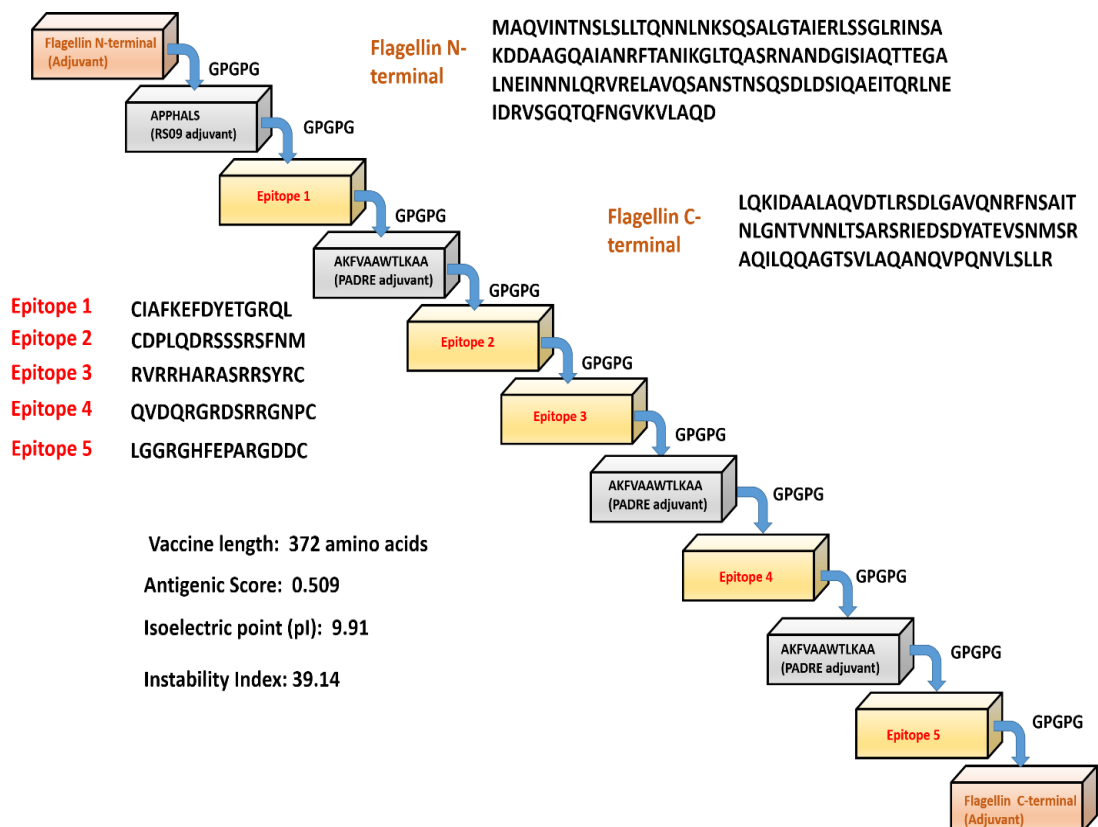 Flagellin N-terminal
(Adjuvant)
GPGPG
APPHALS
(RS09 adjuvant)
GPGPG
Epitope 1
GPGPG
AKFVAAWTLKAA
(PADRE adjuvant)
GPGPG
Epitope 2
GPGPG
Epitope 3
GPGPG
AKFVAAWTLKAA
(PADRE adjuvant)
GPGPG
Epitope 4
GPGPG
AKFVAAWTLKAA
(PADRE adjuvant)
GPGPG
Epitope 5
GPGPG
Flagellin C-terminal
(Adjuvant)
Flagellin N-
terminal
MAQVINTNSLSLLTQNNLNKSQSALGTAIERLSSGLRINSA
KDDAAGQAIANRFTANIKGLTQASRNANDGISIAQTTEGA
LNEINNNLQRVRELAVQSANSTNSQSDLDSIQAEITQRLNE
IDRVSGQTQFNGVKVLAQD
Flagellin C-
terminal
LQKIDAALAQVDTLRSDLGAVQNRFNSAIT
NLGNTVNNLTSARSRIEDSDYATEVSNMSR
AQILQQAGTSVLAQANQVPQNVLSLLR
Epitope 1 CIAFKEFDYETGRQL
Epitope 2 CDPLQDRSSSRSFNM
Epitope 3 RVRRHARASRRSYRC
Epitope 4 QVDQRGRDSRRGNPC
Epitope 5 LGGRGHFEPARGDDC
Vaccine length: 372 amino acids
Antigenic Score: 0.509
Isoelectric point (pI): 9.91
Instability Index: 39.14